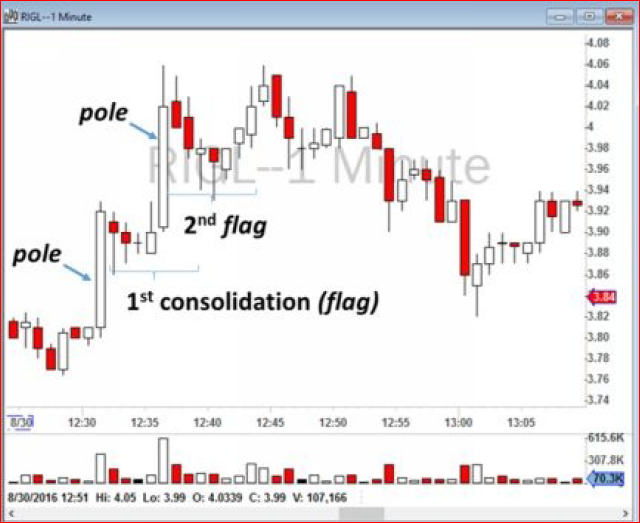 RIGL--1 Minute
4.08
4.06
4.04
4.02
4
3.98
3.96
3.94
3.92
3.9
3.88
3.86
3.84
3.82
3.8
3.78
3.76
3.74
RIGL--1 Minute
pole
pole
2nd flag
1st consolidation (flag)
8/30 12:30 12:35 12:40 12:45 12:50 12:55 13:00 13:05
615.6K
307.8K
70.3K
8/30/2016 12:51 Hi: 4.05 Lo: 3.99 O: 4.0339 C: 3.99 V: 107,166